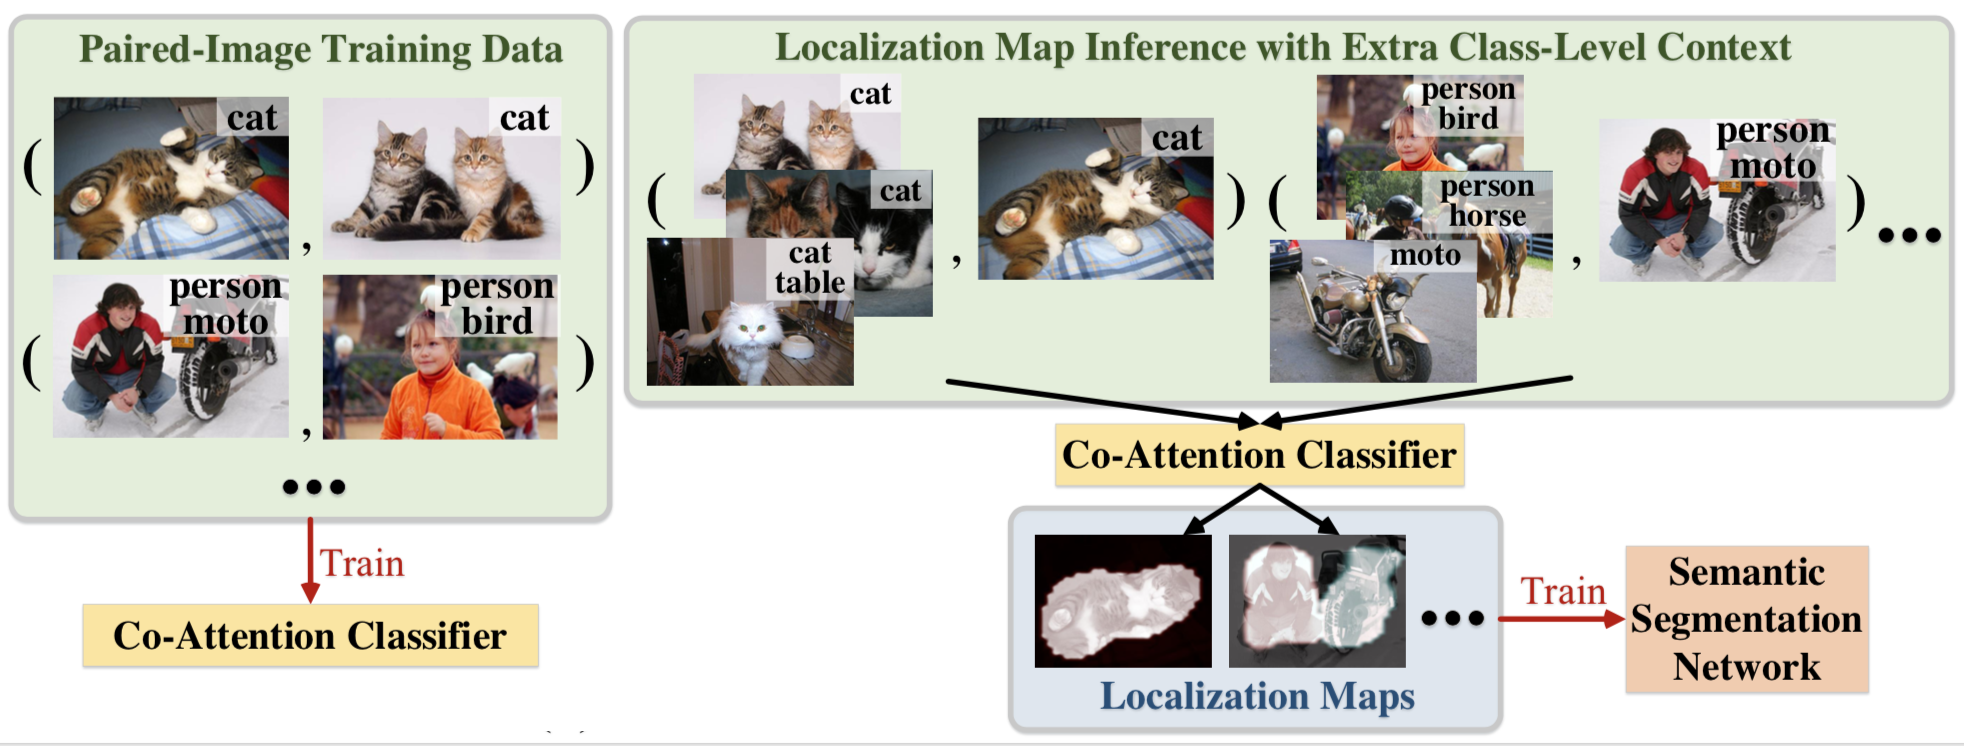 Paired-Image Training Data
( cat , cat )
( person
moto , person
bird )
•••
Train
Co-Attention Classifier
Localization Map Inference with Extra Class-Level Context
( cat
cat
cat
table , cat )
( person
bird
person
horse
moto , person
moto ) •••
Co-Attention Classifier
•••
Localization Maps
Train
Semantic
Segmentation
Network